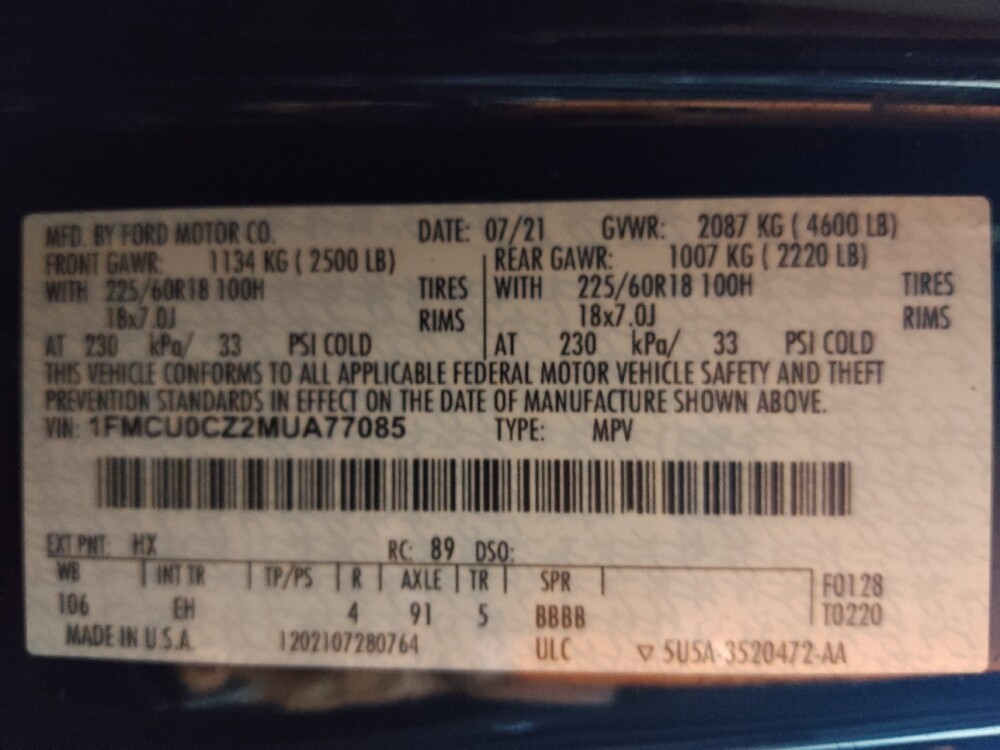 MFD. BY FORD MOTOR CO. DATE: 07/21 GVWR: 2087 KG ( 4600 LB)
FRONT GAWR: 1134 KG ( 2500 LB) REAR GAWR: 1007 KG ( 2220 LB)
WITH 225/60R18 100H TIRES WITH 225/60R18 100H TIRES
18x7.0J RIMS 18x7.0J RIMS
AT 230 kPa/ 33 PSI COLD AT 230 kPa/ 33 PSI COLD
THIS VEHICLE CONFORMS TO ALL APPLICABLE FEDERAL MOTOR VEHICLE SAFETY AND THEFT
PREVENTION STANDARDS IN EFFECT ON THE DATE OF MANUFACTURE SHOWN ABOVE.
VIN: 1FMCU0CZ2MUA77085 TYPE: MPV
EXT PNT: HX RC: 89 DSO:
WB INT TR TP/PS R AXLE TR SPR F0128
106 EH 4 91 5 BBBB T0220
MADE IN U.S.A. 1202107280764 ULC ▽ 5U5A-3520472-AA